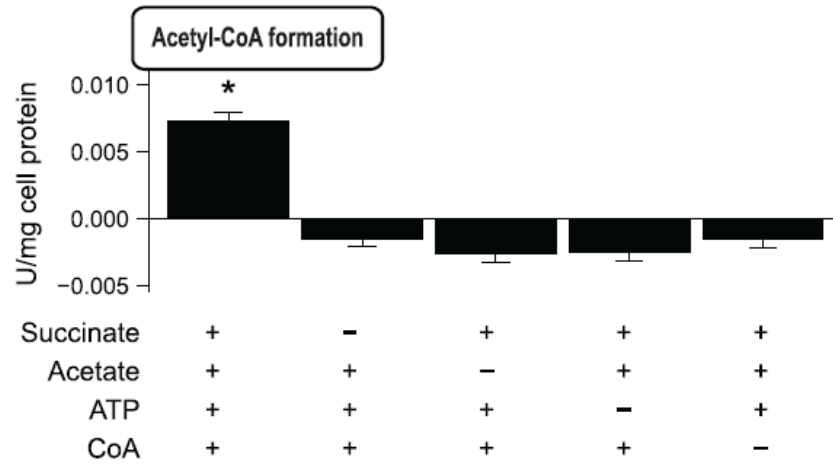 Acetyl-CoA formation
U/mg cell protein
0.010
0.005
0.000
−0.005
*
Succinate + − + + +
Acetate + + − + +
ATP + + + − +
CoA + + + + −